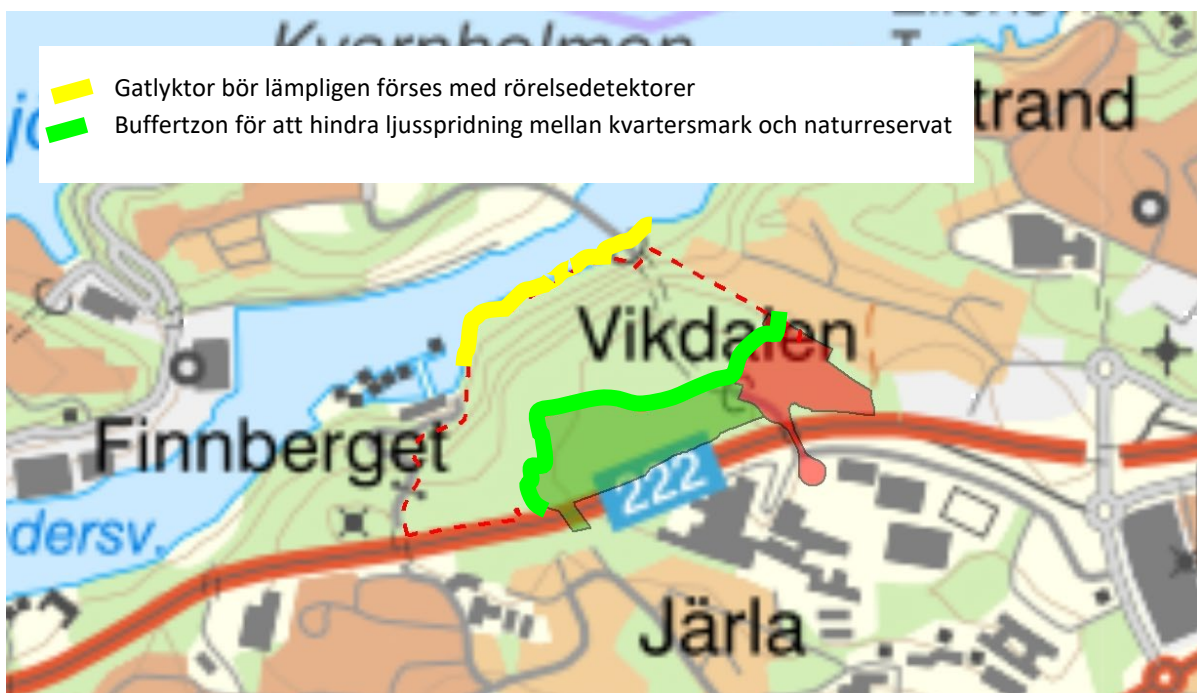 Kvarnholmen
Gatlyktor bör lämpligen förses med rörelsedetektorer
Buffertzon för att hindra ljusspridning mellan kvartersmark och naturreservat
trand
Vikdalen
Finnberget
222
dersv.
Järla